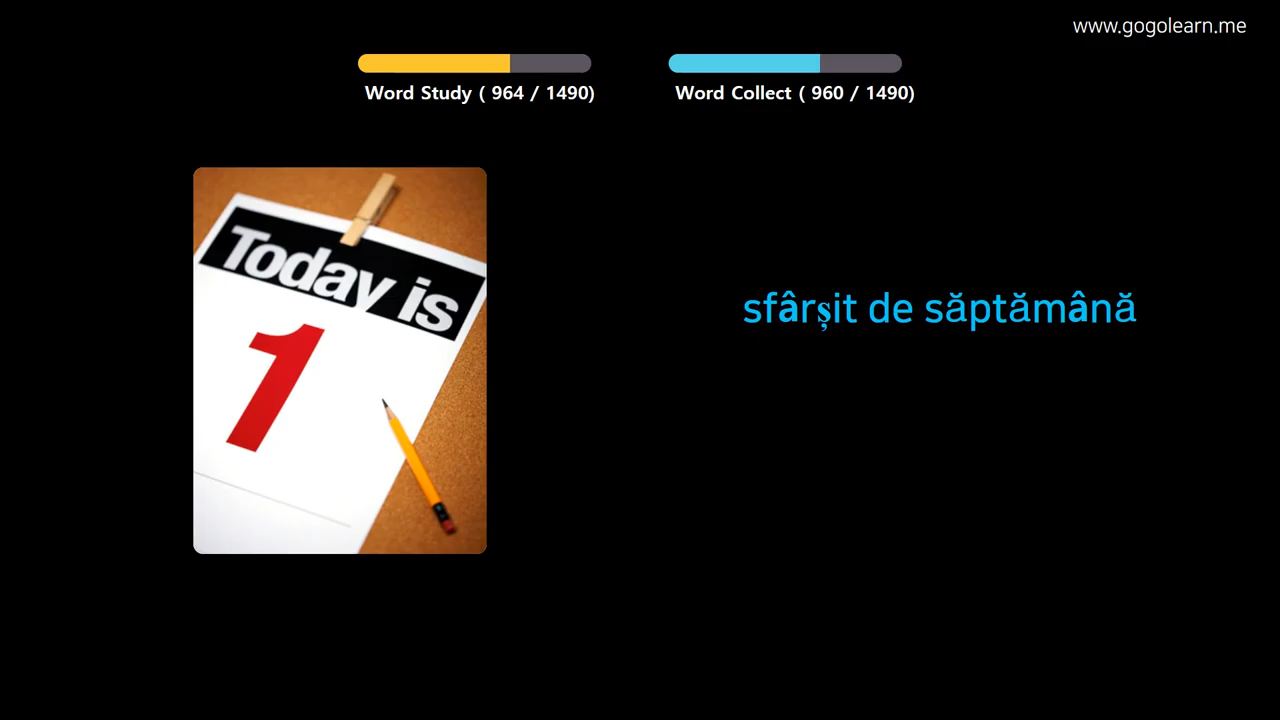 www.gogolearn.me
Word Study ( 964 / 1490)
Word Collect ( 960 / 1490)
Today is
1
sfârșit de săptămână